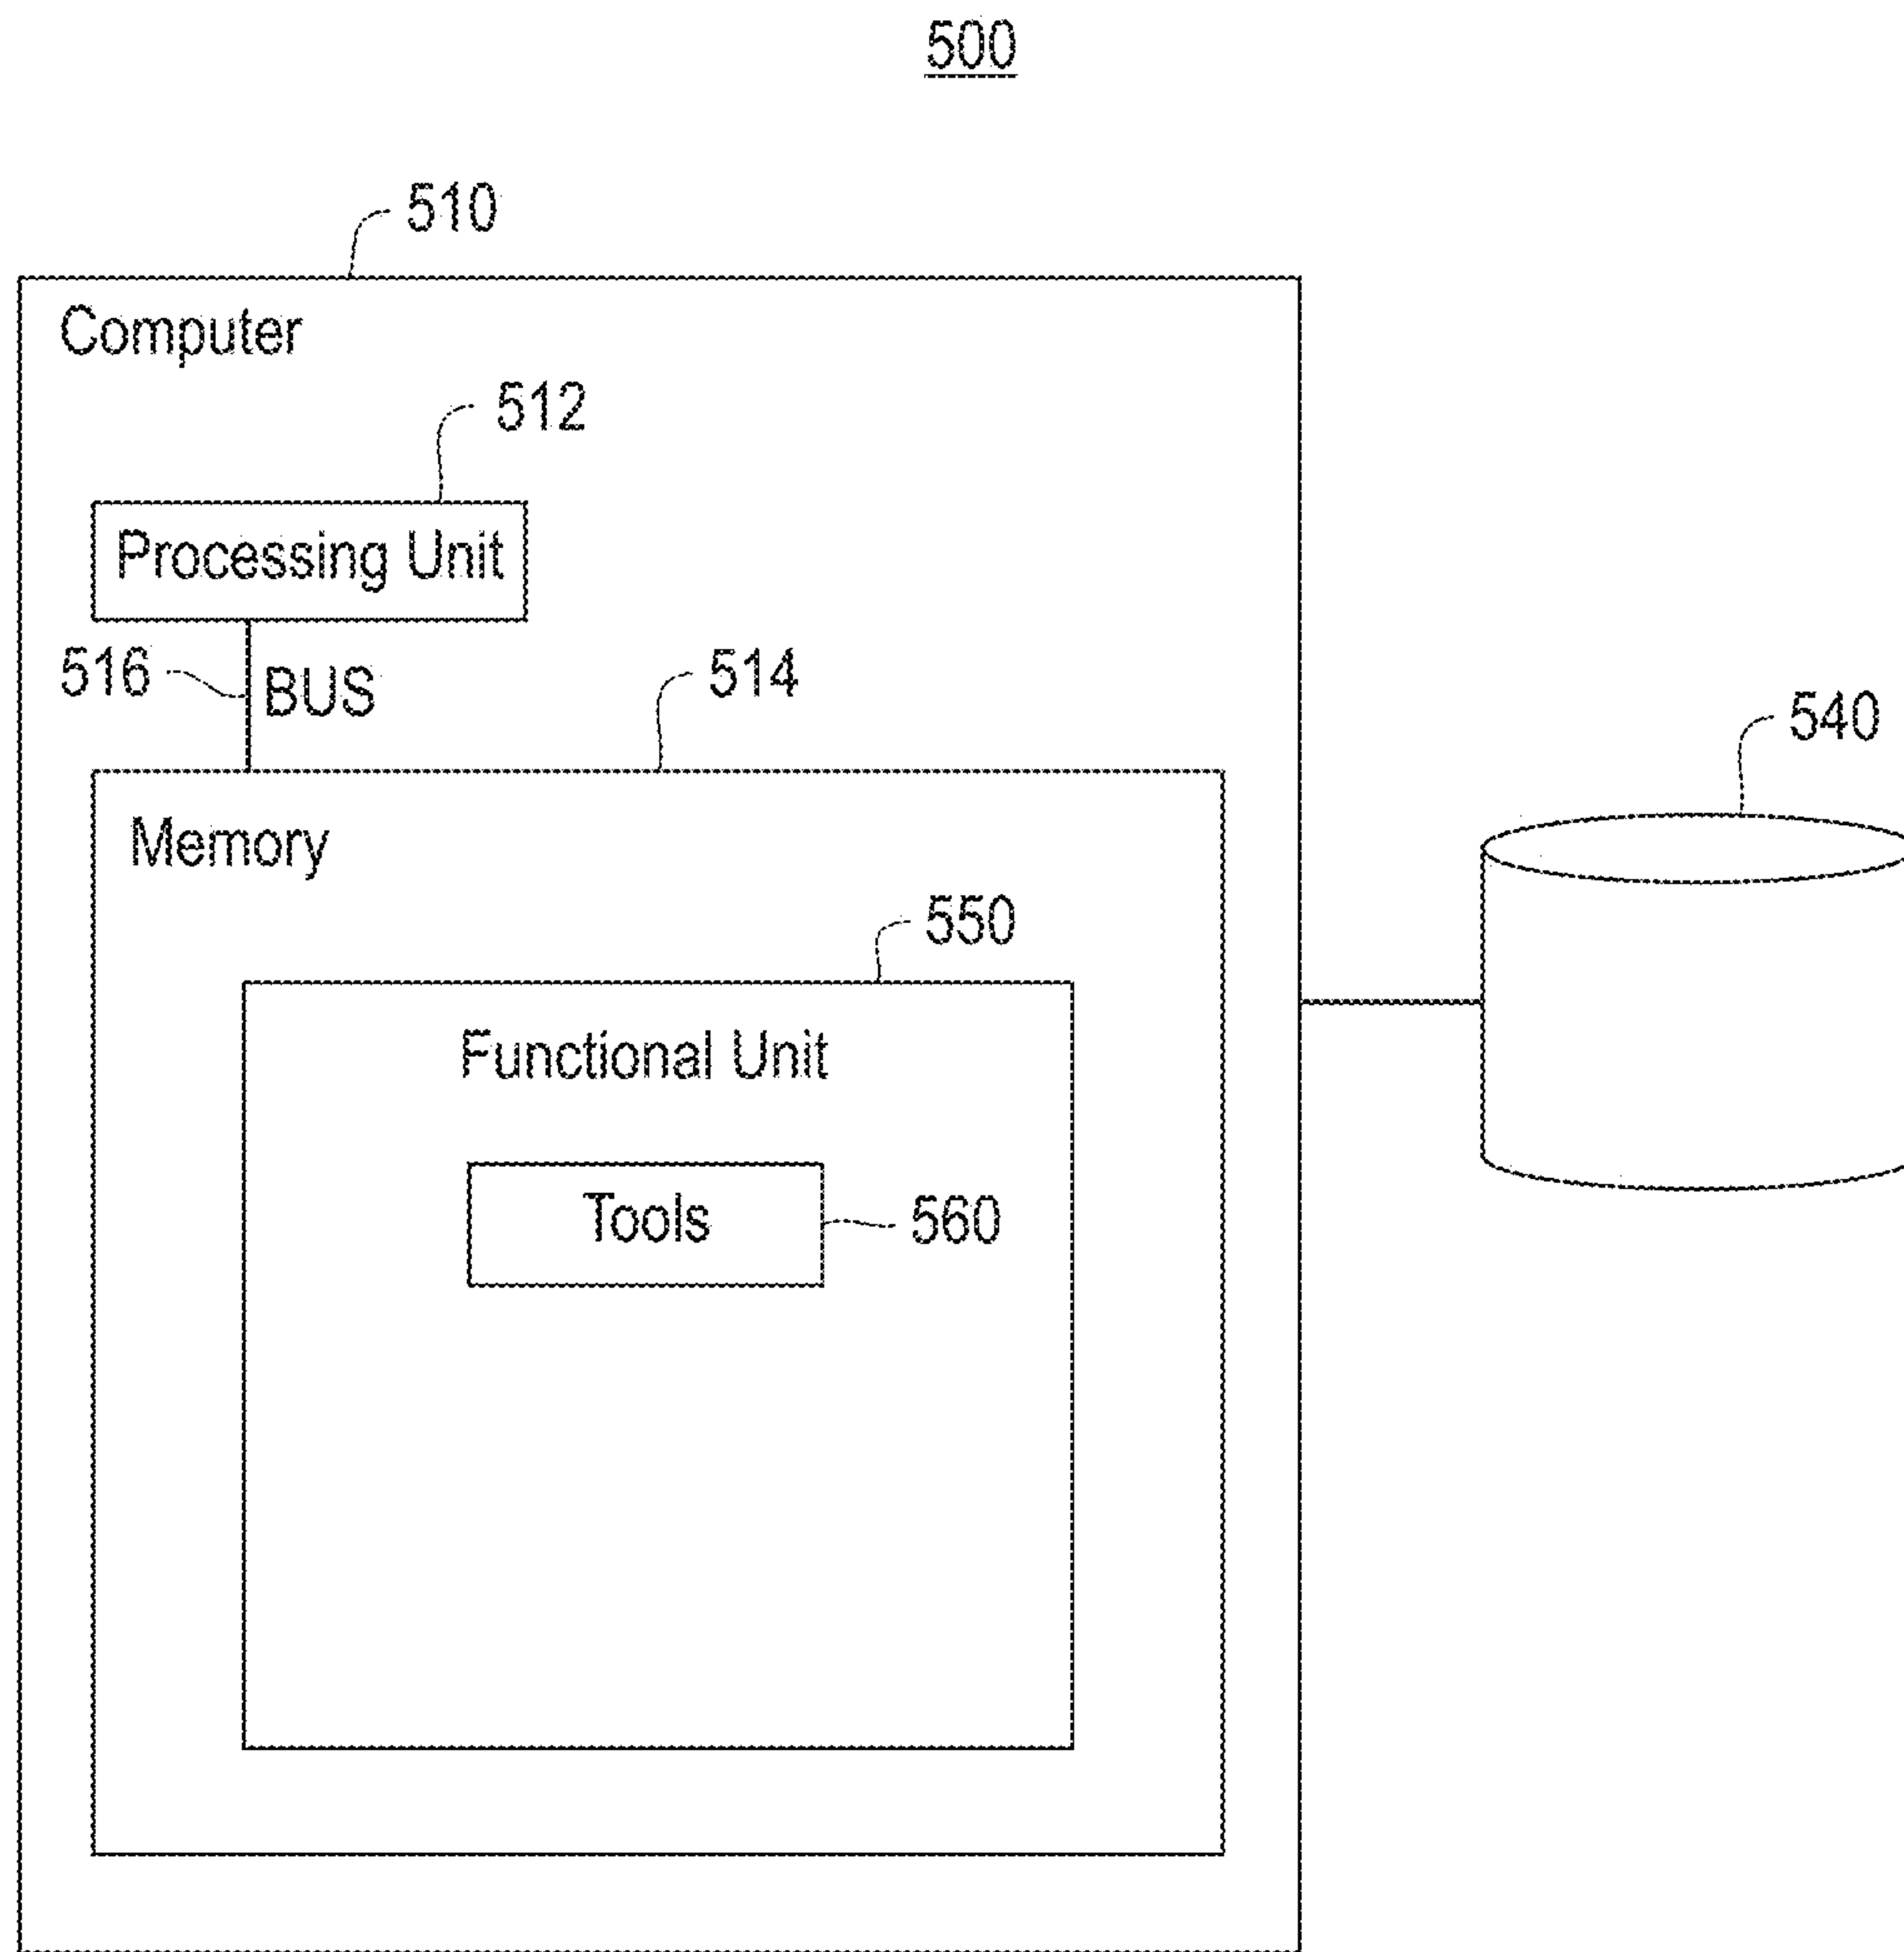 500
510
Computer
512
Processing Unit
516 BUS
514
540
Memory
550
Functional Unit
Tools 560